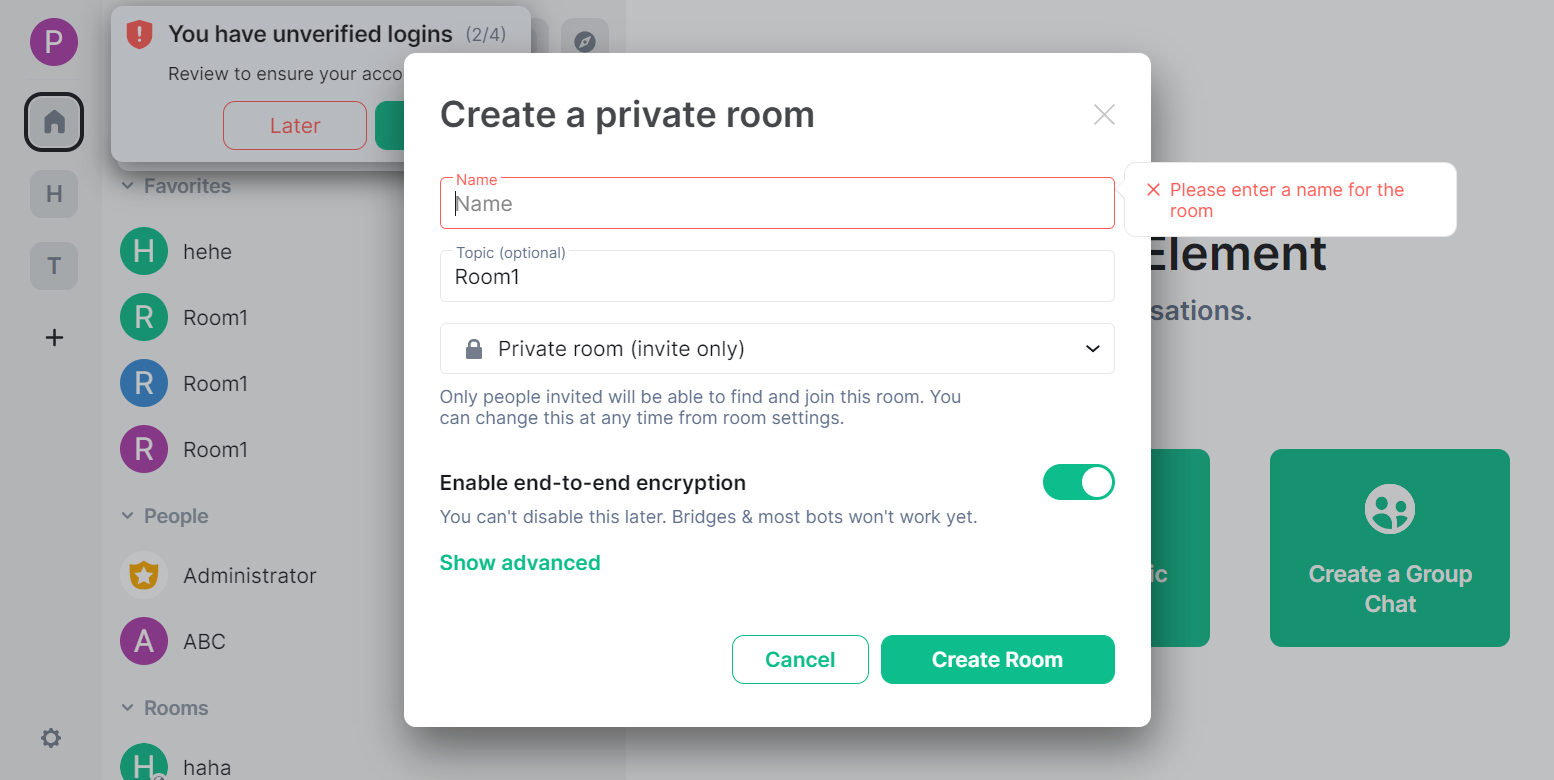 P
You have unverified logins (2/4)
Review to ensure your acco
Later
H
T
Favorites
H hehe
R Room1
R Room1
R Room1
People
Administrator
A ABC
Rooms
H haha
Create a private room
Name
Name
Please enter a name for the
room
Topic (optional)
Room1
Private room (invite only)
Only people invited will be able to find and join this room. You
can change this at any time from room settings.
Enable end-to-end encryption
You can't disable this later. Bridges & most bots won't work yet.
Show advanced
Cancel
Create Room
Element
sations.
ic
Create a Group
Chat